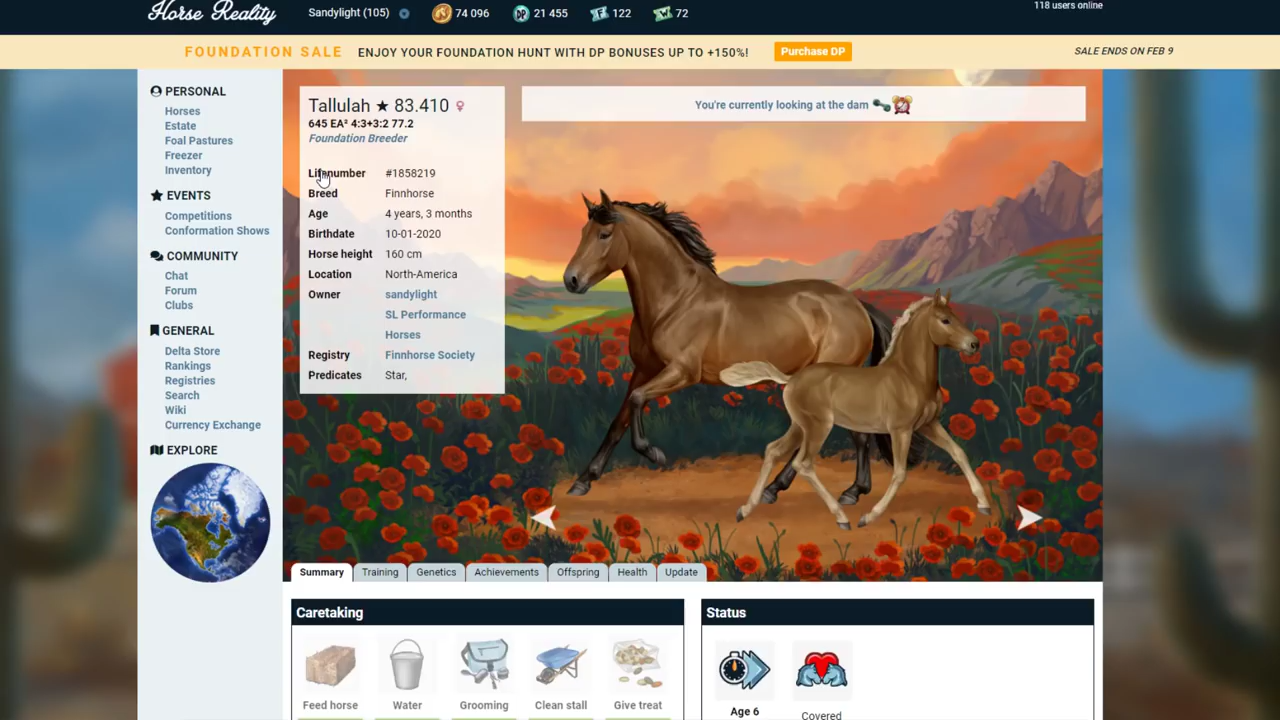 Horse Reality
Sandylight (105)
74 096
DP 21 455
122
72
118 users online
FOUNDATION SALE ENJOY YOUR FOUNDATION HUNT WITH DP BONUSES UP TO +150%! Purchase DP SALE ENDS ON FEB 9
PERSONAL
Horses
Estate
Foal Pastures
Freezer
Inventory
EVENTS
Competitions
Conformation Shows
COMMUNITY
Chat
Forum
Clubs
GENERAL
Delta Store
Rankings
Registries
Search
Wiki
Currency Exchange
EXPLORE
Tallulah ★ 83.410 ♀
645 EA² 4:3+3:2 77.2
Foundation Breeder
Lifenumber #1858219
Breed Finnhorse
Age 4 years, 3 months
Birthdate 10-01-2020
Horse height 160 cm
Location North-America
Owner sandylight
SL Performance
Horses
Registry Finnhorse Society
Predicates Star,
You're currently looking at the dam
Summary Training Genetics Achievements Offspring Health Update
Caretaking
Feed horse Water Grooming Clean stall Give treat
Status
Age 6 Covered